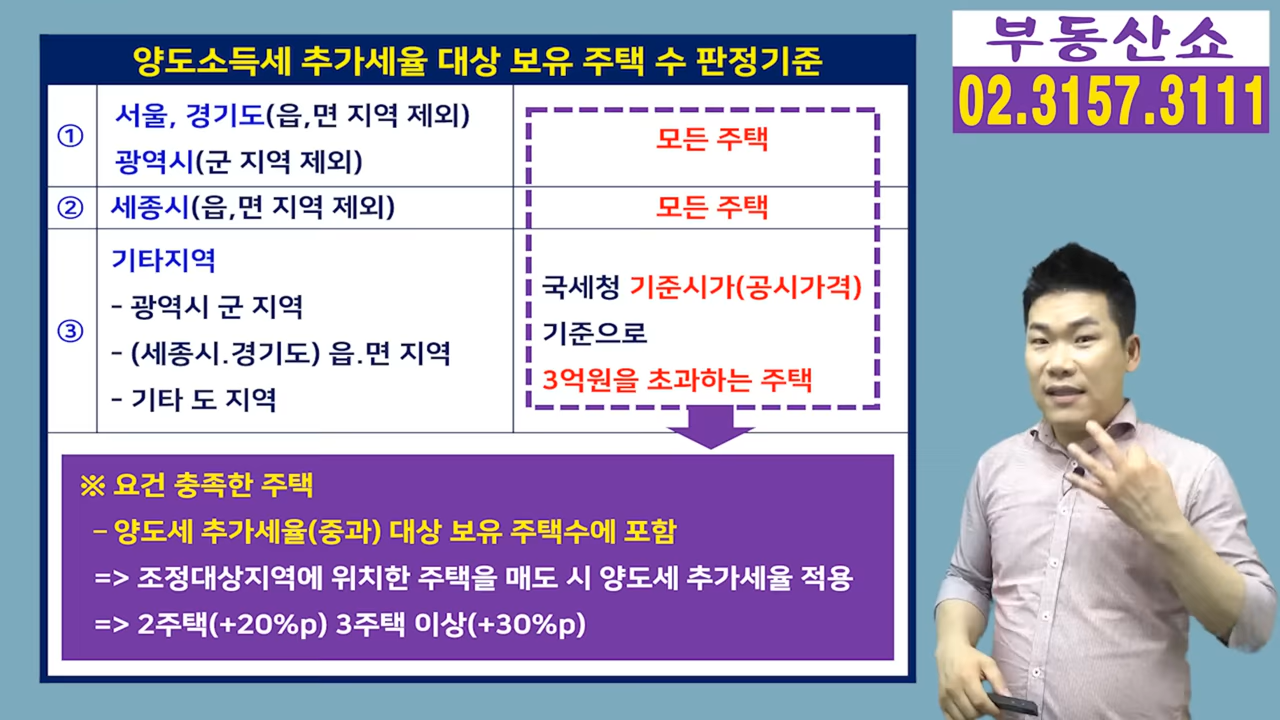 부동산쇼
02.3157.3111
양도소득세 추가세율 대상 보유 주택 수 판정기준
①
서울, 경기도(읍,면 지역 제외)
광역시(군 지역 제외)
모든 주택
②
세종시(읍,면 지역 제외)
모든 주택
③
기타지역
- 광역시 군 지역
- (세종시.경기도) 읍.면 지역
- 기타 도 지역
국세청 기준시가(공시가격)
기준으로
3억원을 초과하는 주택
※ 요건 충족한 주택
- 양도세 추가세율(중과) 대상 보유 주택수에 포함
=> 조정대상지역에 위치한 주택을 매도 시 양도세 추가세율 적용
=> 2주택(+20%p) 3주택 이상(+30%p)